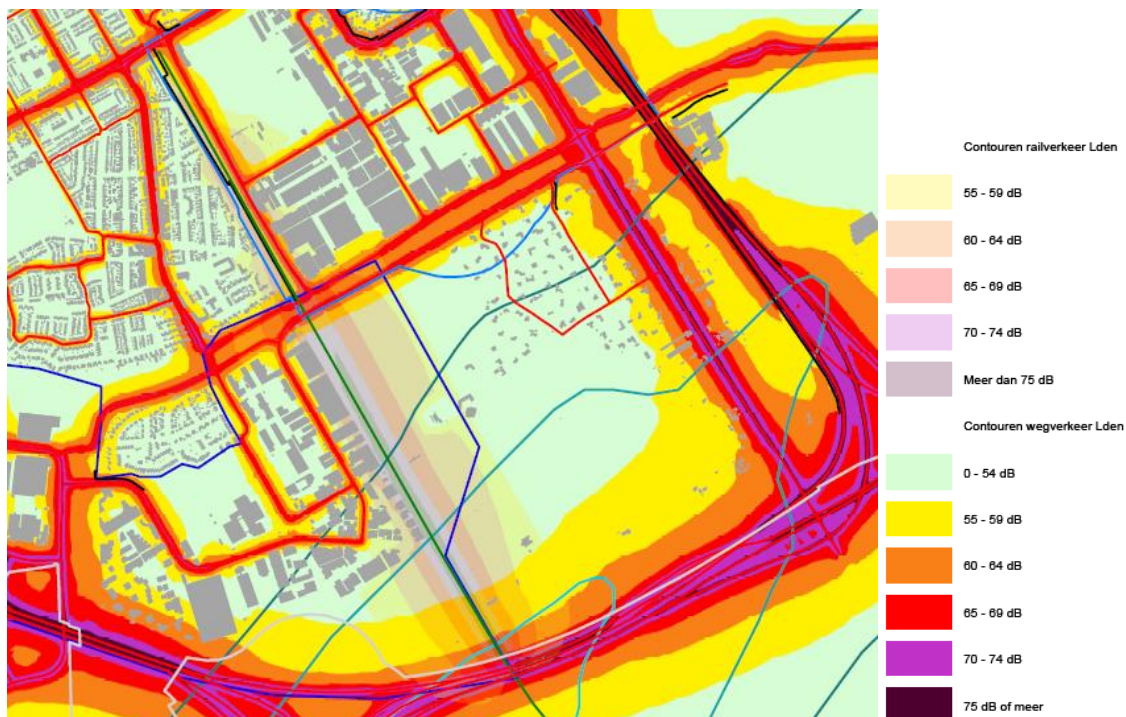 Contouren railverkeer Lden
55 - 59 dB
60 - 64 dB
65 - 69 dB
70 - 74 dB
Meer dan 75 dB
Contouren wegverkeer Lden
0 - 54 dB
55 - 59 dB
60 - 64 dB
65 - 69 dB
70 - 74 dB
75 dB of meer